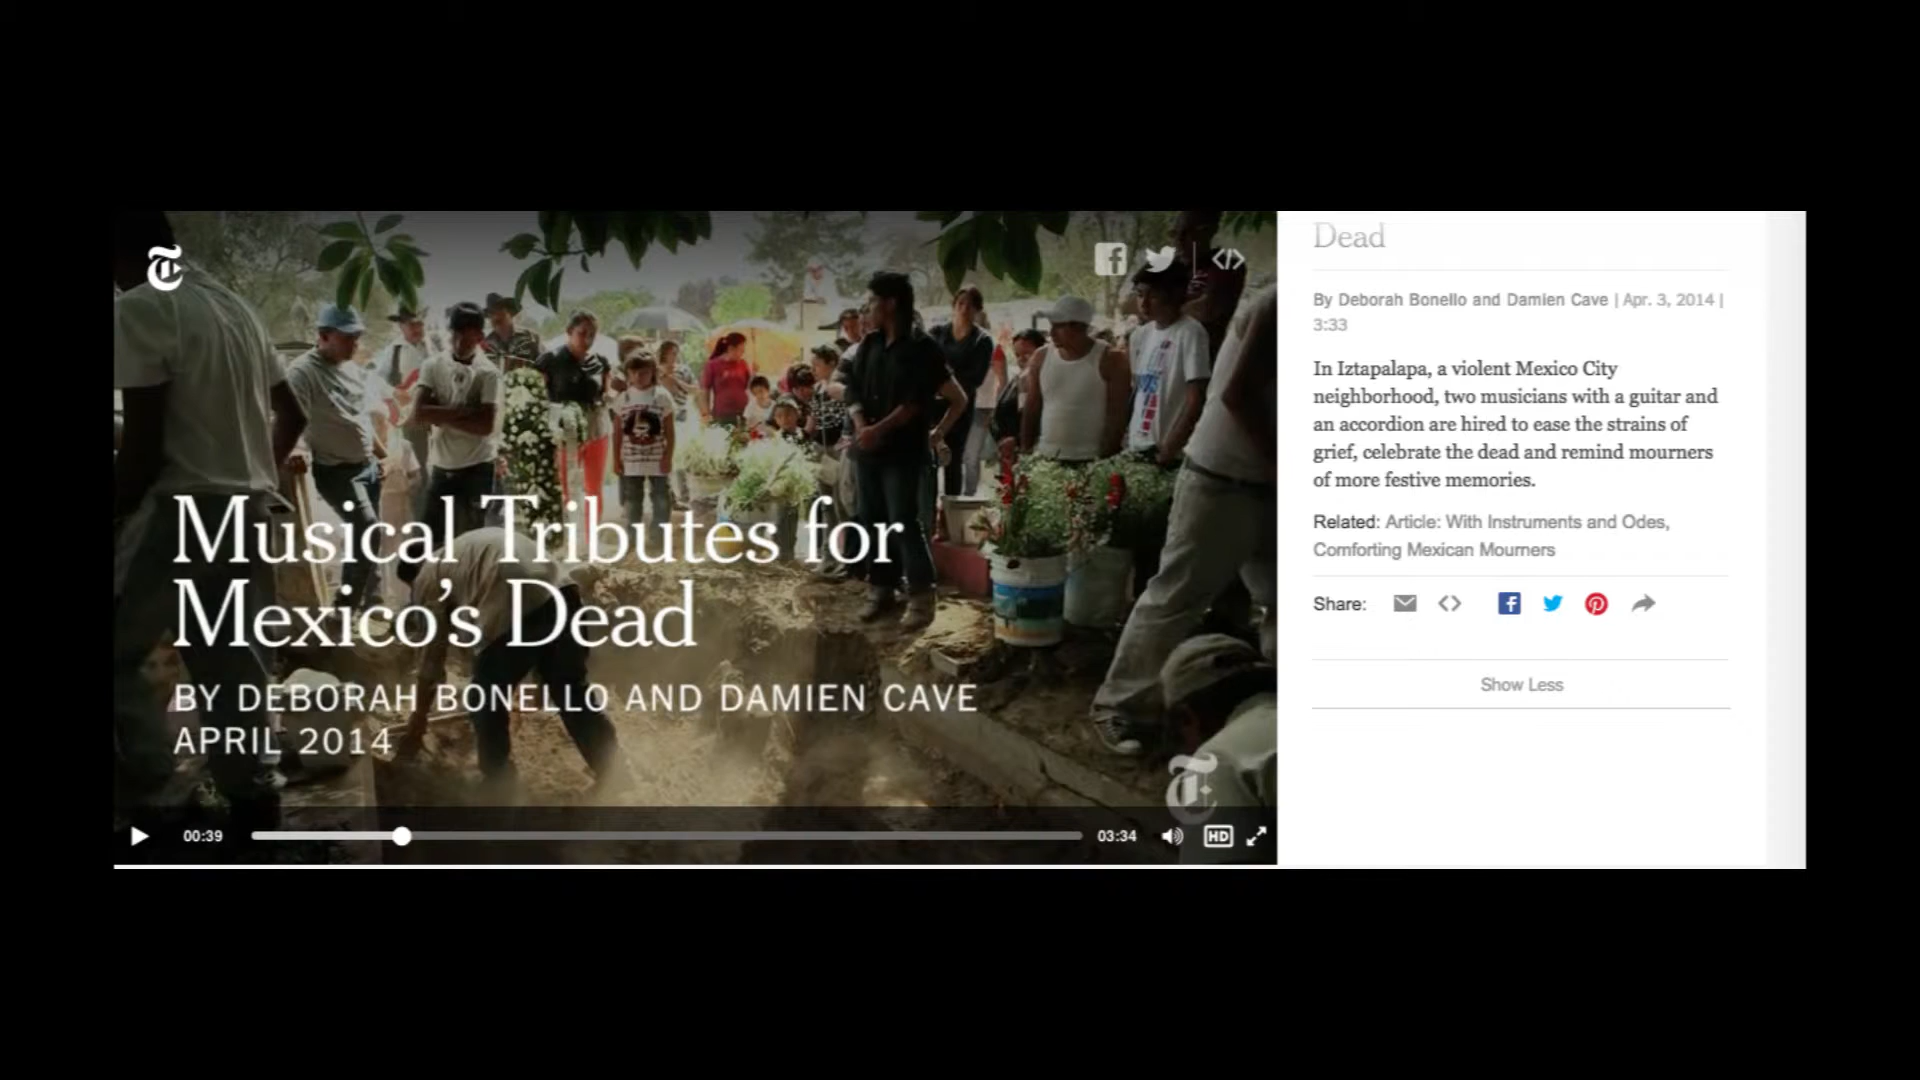 Musical Tributes for
Mexico's Dead
BY DEBORAH BONELLO AND DAMIEN CAVE
APRIL 2014
00:39
03:34
HD
Dead
By Deborah Bonello and Damien Cave | Apr. 3, 2014 |
3:33
In Iztapalapa, a violent Mexico City
neighborhood, two musicians with a guitar and
an accordion are hired to ease the strains of
grief, celebrate the dead and remind mourners
of more festive memories.
Related: Article: With Instruments and Odes,
Comforting Mexican Mourners
Share:
Show Less